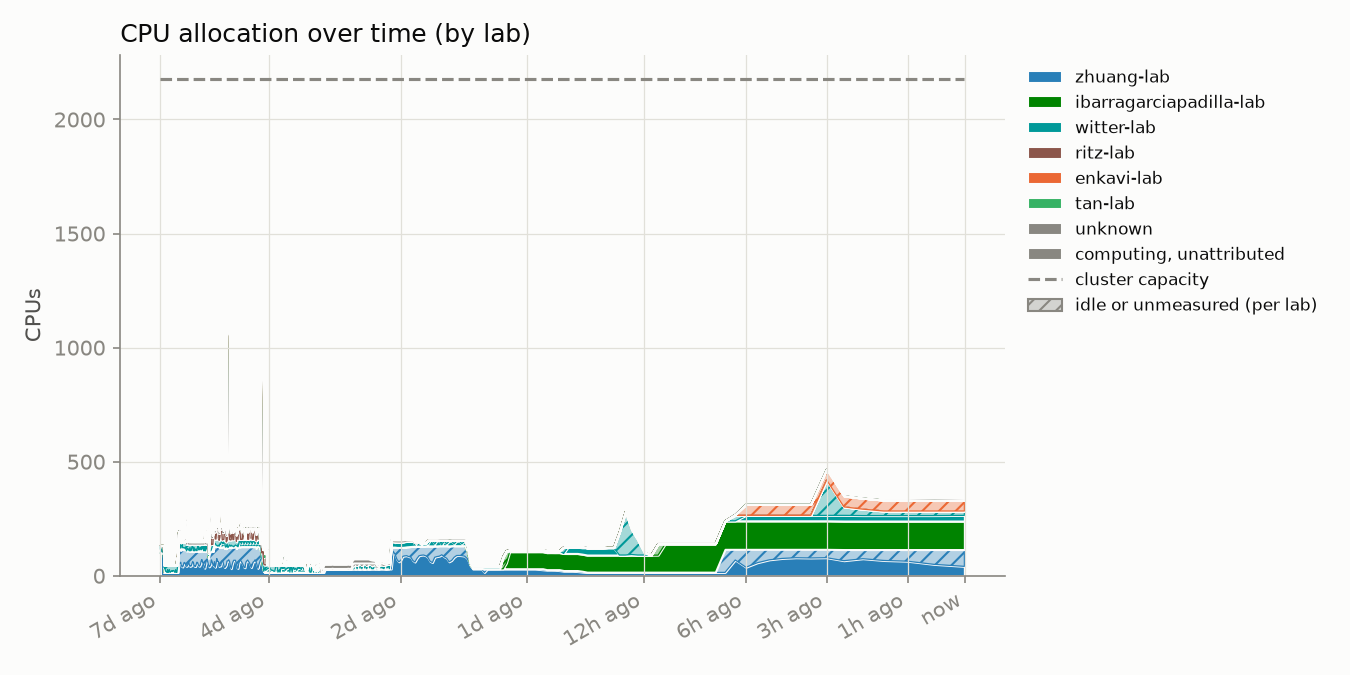 CPU allocation over time (by lab)
CPUs
2000
1500
1000
500
0
7d ago
4d ago
2d ago
1d ago
12h ago
6h ago
3h ago
1h ago
now
zhuang-lab
ibarragarciapadilla-lab
witter-lab
ritz-lab
enkavi-lab
tan-lab
unknown
computing, unattributed
cluster capacity
idle or unmeasured (per lab)